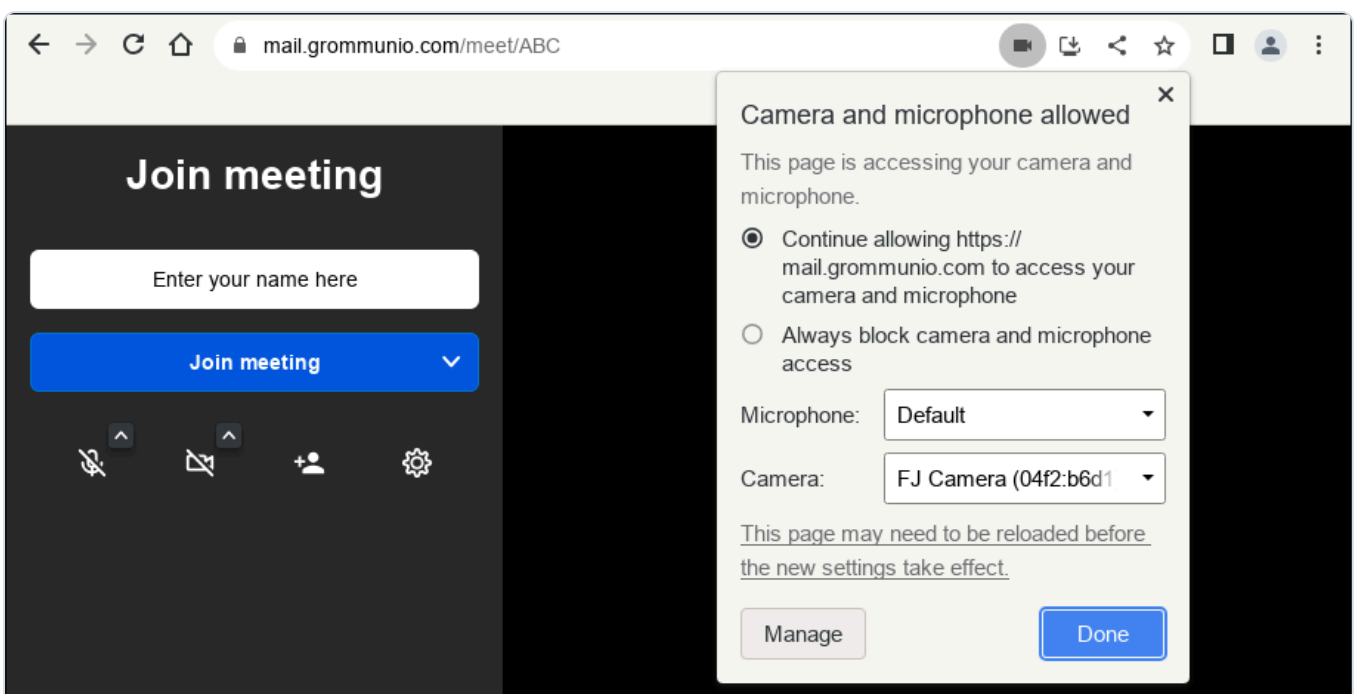 mail.grommunio.com/meet/ABC
Join meeting
Enter your name here
Join meeting
Camera and microphone allowed
This page is accessing your camera and
microphone.
Continue allowing https://
mail.grommunio.com to access your
camera and microphone
Always block camera and microphone
access
Microphone: Default
Camera: FJ Camera (04f2:b6d1
This page may need to be reloaded before
the new settings take effect.
Manage Done